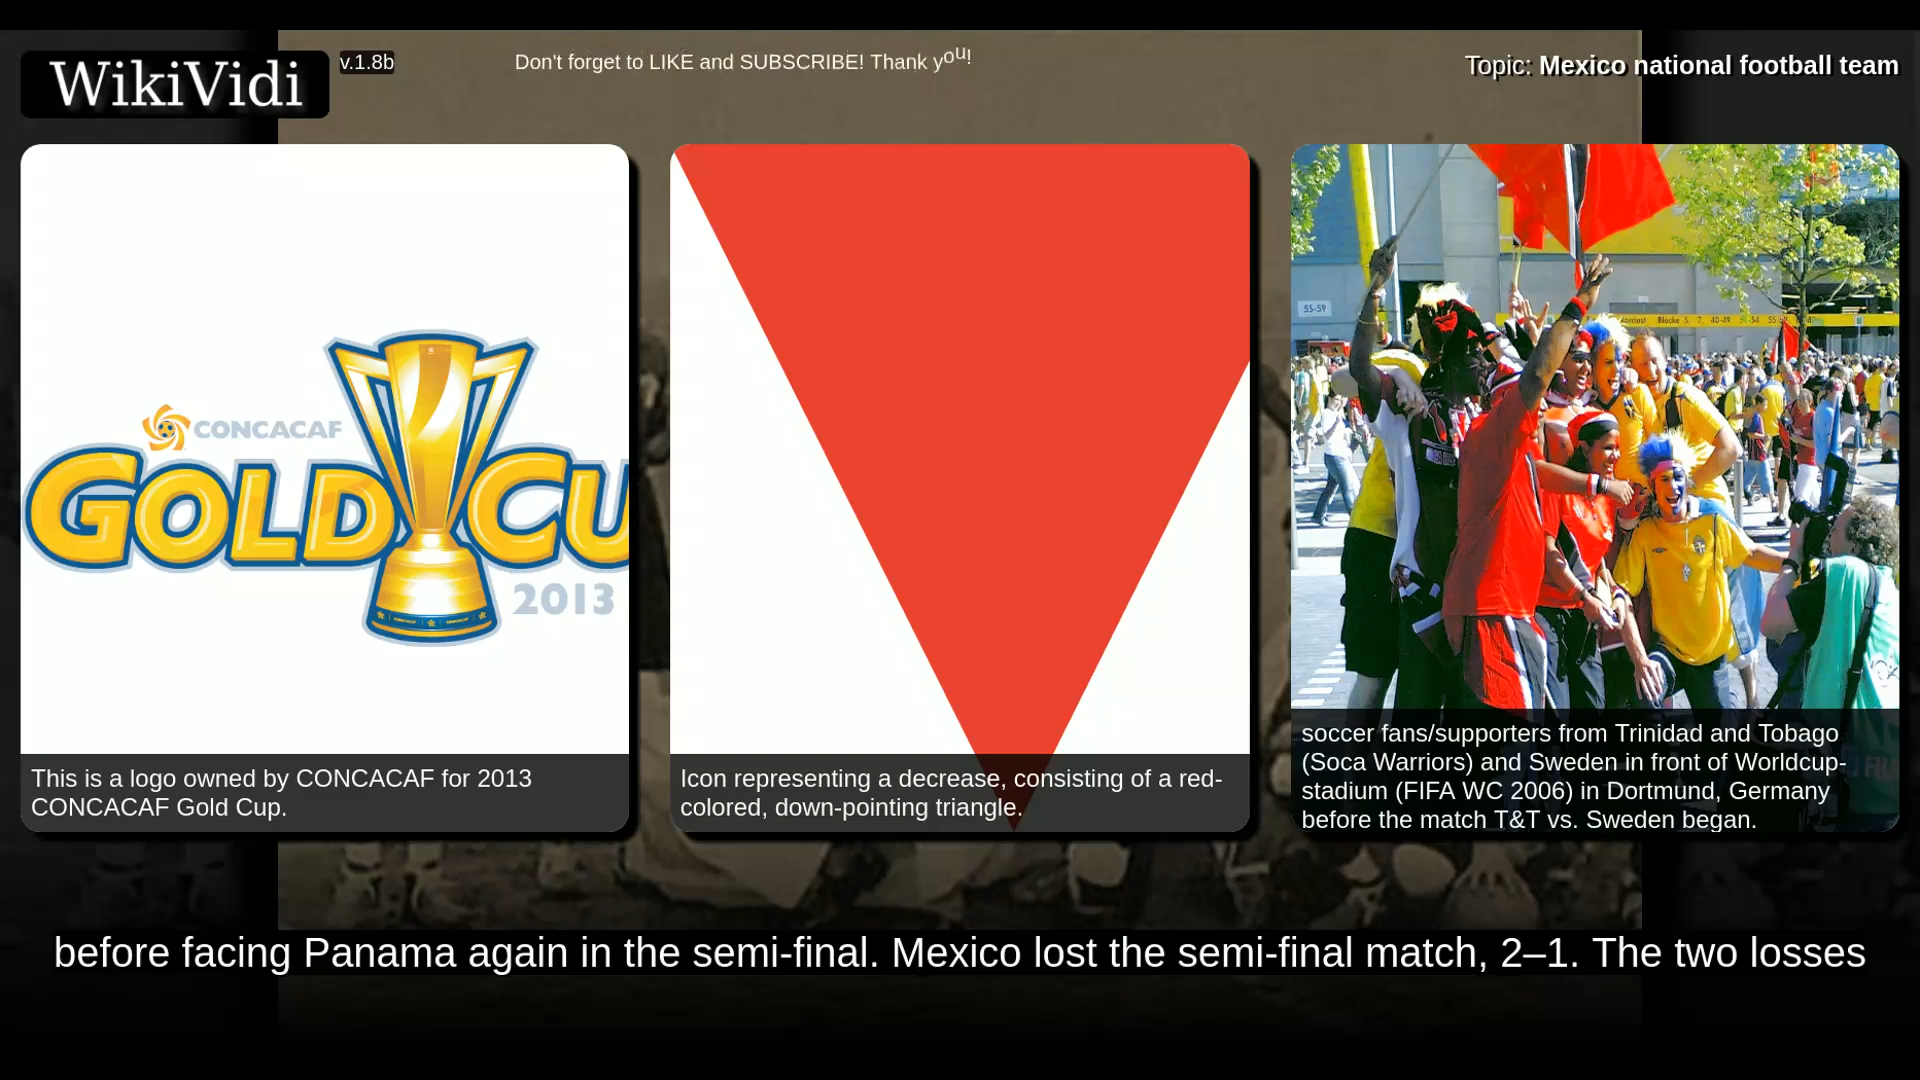 WikiVidi
v.1.8b
Don't forget to LIKE and SUBSCRIBE! Thank you!
Topic: Mexico national football team
CONCACAF
GOLD CU
2013
This is a logo owned by CONCACAF for 2013
CONCACAF Gold Cup.
Icon representing a decrease, consisting of a red-
colored, down-pointing triangle.
55-59
soccer fans/supporters from Trinidad and Tobago
(Soca Warriors) and Sweden in front of Worldcup-
stadium (FIFA WC 2006) in Dortmund, Germany
before the match T&T vs. Sweden began.
before facing Panama again in the semi-final. Mexico lost the semi-final match, 2–1. The two losses